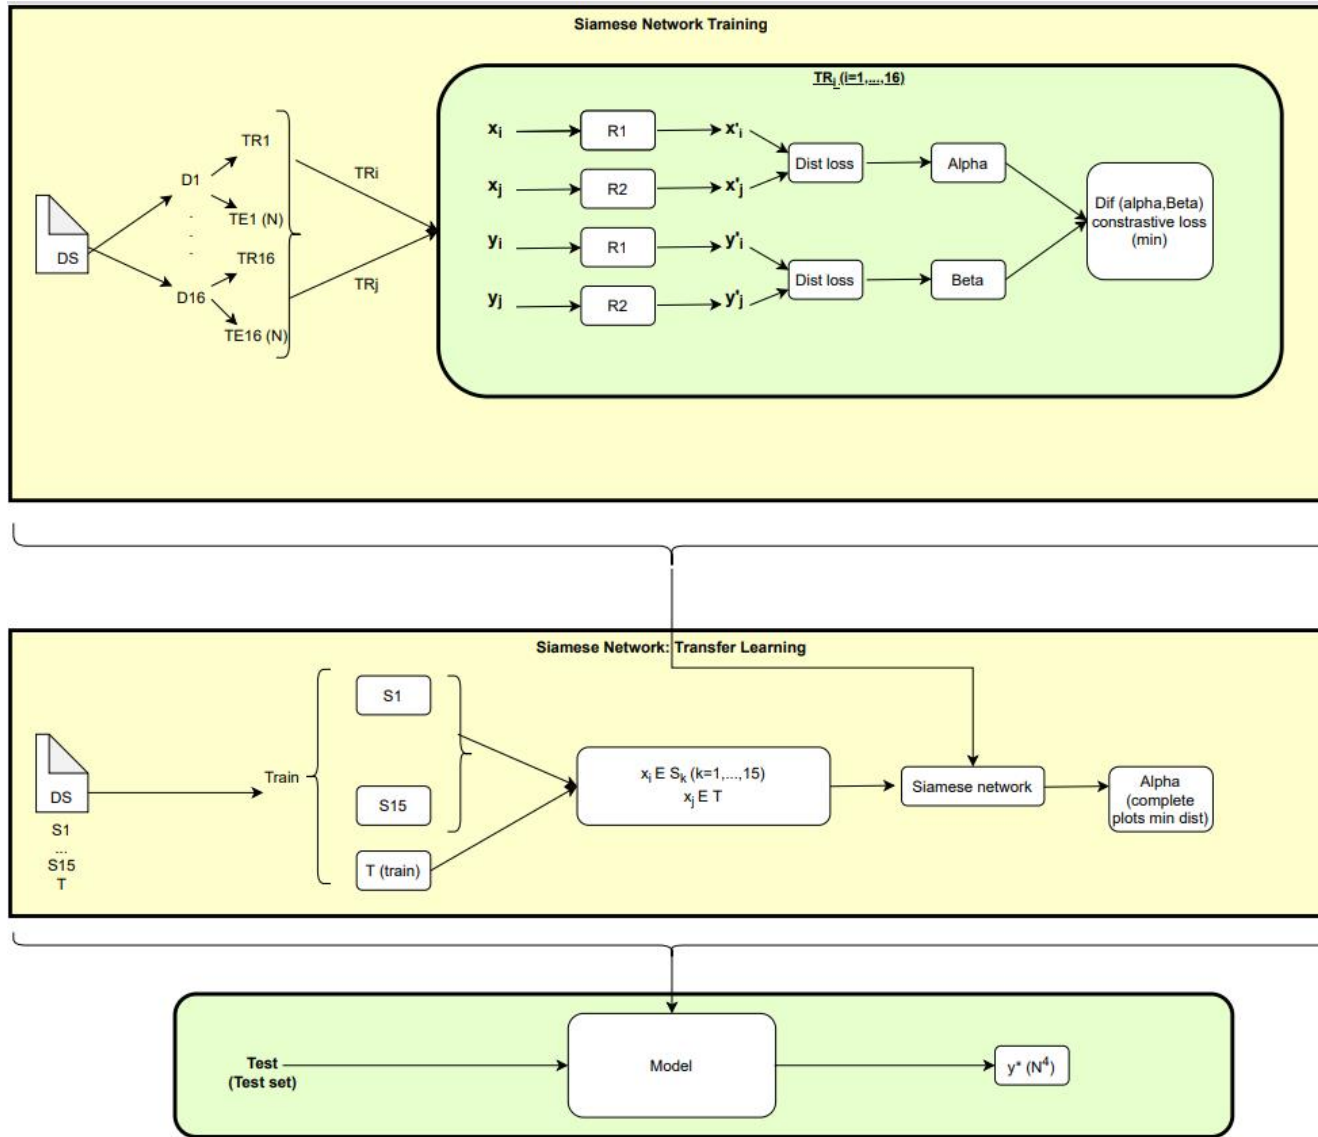 Siamese Network Training
TRi (i=1,...,16)
xi
R1
x'i
Dist loss
Alpha
xj
R2
x'j
yi
R1
y'i
Dist loss
Beta
yj
R2
y'j
Dif (alpha,Beta)
constrastive loss
(min)
DS
D1
.
.
.
D16
TR1
TE1 (N)
TR16
TE16 (N)
TRi
TRj
Siamese Network: Transfer Learning
DS
S1
...
S15
T
Train
S1
S15
T (train)
xi E Sk (k=1,...,15)
xj E T
Siamese network
Alpha
(complete
plots min dist)
Test
(Test set)
Model
y* (N⁴)